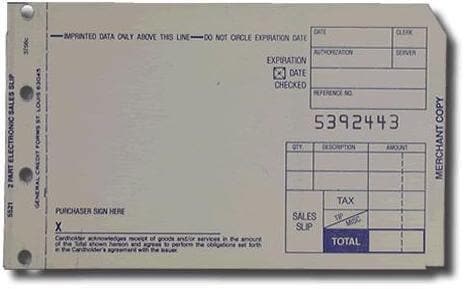 IMPRINTED DATA ONLY ABOVE THIS LINE — DO NOT CIRCLE EXPIRATION DATE
DATE
CLERK
AUTHORIZATION
SERVER
EXPIRATION
☒ DATE
CHECKED
REFERENCE NO.
5392443
QTY.
DESCRIPTION
AMOUNT
TAX
TIP
MISC
SALES
SLIP
TOTAL
PURCHASER SIGN HERE
X
Cardholder acknowledges receipt of goods and/or services in the amount
of the Total shown hereon and agrees to perform the obligations set forth
in the Cardholder's agreement with the issuer.
MERCHANT COPY
5521 2 PART ELECTRONIC SALES SLIP
GENERAL CREDIT FORMS ST. LOUIS 63045